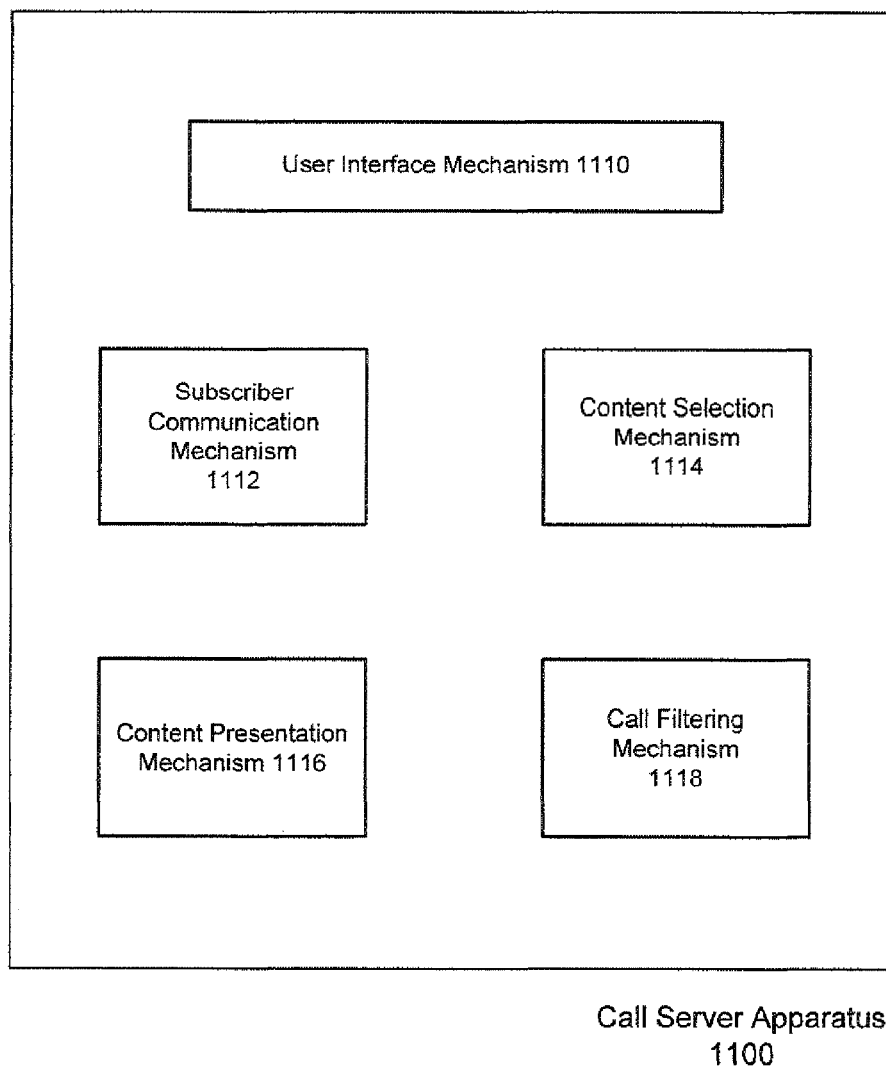 User Interface Mechanism 1110
Subscriber
Communication
Mechanism
1112
Content Selection
Mechanism
1114
Content Presentation
Mechanism 1116
Call Filtering
Mechanism
1118
Call Server Apparatus
1100